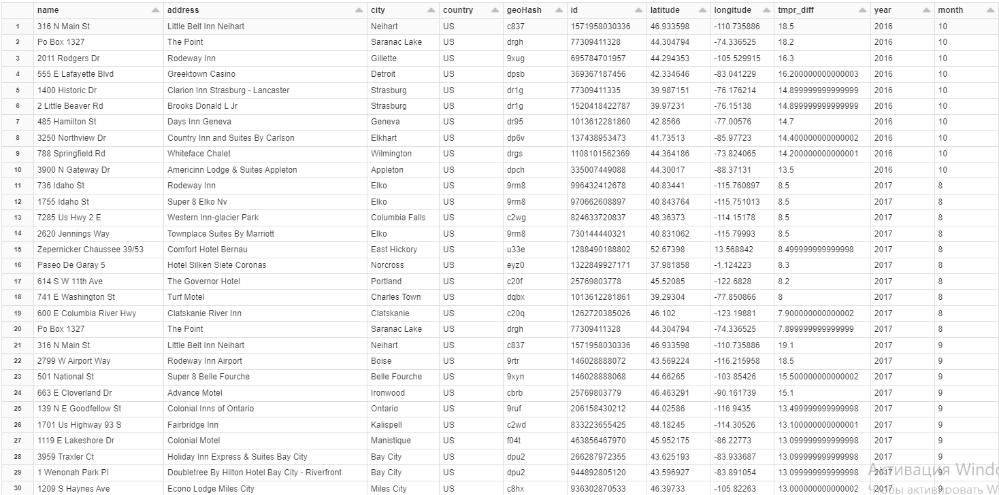 name address city country geoHash id latitude longitude tmpr_diff year month
1 316 N Main St Little Belt Inn Neihart Neihart US c837 1571958030336 46.933598 -110.735886 18.5 2016 10
2 Po Box 1327 The Point Saranac Lake US drgh 77309411328 44.304794 -74.336525 18.2 2016 10
3 2011 Rodgers Dr Rodeway Inn Gillette US 9xug 695784701957 44.294353 -105.529915 16.3 2016 10
4 555 E Lafayette Blvd Greektown Casino Detroit US dpsb 369367187456 42.334646 -83.041229 16.200000000000003 2016 10
5 1400 Historic Dr Clarion Inn Strasburg - Lancaster Strasburg US dr1g 77309411335 39.987151 -76.176214 14.899999999999999 2016 10
6 2 Little Beaver Rd Brooks Donald L Jr Strasburg US dr1g 1520418422787 39.97231 -76.15138 14.899999999999999 2016 10
7 485 Hamilton St Days Inn Geneva Geneva US dr95 1013612281860 42.8566 -77.00576 14.7 2016 10
8 3250 Northview Dr Country Inn and Suites By Carlson Elkhart US dp6v 137438953473 41.73513 -85.97723 14.400000000000002 2016 10
9 788 Springfield Rd Whiteface Chalet Wilmington US drgs 1108101562369 44.364186 -73.824065 14.200000000000001 2016 10
10 3900 N Gateway Dr Americinn Lodge & Suites Appleton Appleton US dpch 335007449088 44.30017 -88.37131 13.5 2016 10
11 736 Idaho St Rodeway Inn Elko US 9rm8 996432412678 40.83441 -115.760897 8.5 2017 8
12 1755 Idaho St Super 8 Elko Nv Elko US 9rm8 970662608897 40.843764 -115.751013 8.5 2017 8
13 7285 Us Hwy 2 E Western Inn-glacier Park Columbia Falls US c2wg 824633720837 48.36373 -114.15178 8.5 2017 8
14 2620 Jennings Way Townplace Suites By Marriott Elko US 9rm8 730144440321 40.831062 -115.79993 8.5 2017 8
15 Zepernicker Chaussee 39/53 Comfort Hotel Bernau East Hickory US u33e 1288490188802 52.67398 13.568842 8.499999999999998 2017 8
16 Paseo De Garay 5 Hotel Silken Siete Coronas Norcross US eyz0 1322849927171 37.981858 -1.124223 8.3 2017 8
17 614 S W 11th Ave The Governor Hotel Portland US c20f 25769803778 45.52085 -122.6828 8.2 2017 8
18 741 E Washington St Turf Motel Charles Town US dqbx 1013612281861 39.29304 -77.850866 8 2017 8
19 600 E Columbia River Hwy Clatskanie River Inn Clatskanie US c20q 1262720385026 46.102 -123.19881 7.900000000000002 2017 8
20 Po Box 1327 The Point Saranac Lake US drgh 77309411328 44.304794 -74.336525 7.899999999999999 2017 8
21 316 N Main St Little Belt Inn Neihart Neihart US c837 1571958030336 46.933598 -110.735886 19.1 2017 9
22 2799 W Airport Way Rodeway Inn Airport Boise US 9rtr 146028888072 43.569224 -116.215958 18.5 2017 9
23 501 National St Super 8 Belle Fourche Belle Fourche US 9xyn 146028888068 44.66265 -103.85426 15.500000000000002 2017 9
24 663 E Cloverland Dr Advance Motel Ironwood US cbrb 25769803779 46.463291 -90.161739 15.1 2017 9
25 139 N E Goodfellow St Colonial Inns of Ontario Ontario US 9ruf 206158430212 44.02586 -116.9435 13.499999999999998 2017 9
26 1701 Us Highway 93 S Fairbridge Inn Kalispell US c2wd 833223655425 48.18245 -114.30526 13.100000000000001 2017 9
27 1119 E Lakeshore Dr Colonial Motel Manistique US f04t 463856467970 45.952175 -86.22773 13.099999999999998 2017 9
28 3959 Traxler Ct Holiday Inn Express & Suites Bay City Bay City US dpu2 266287972355 43.625193 -83.933687 13.099999999999998 2017 9
29 1 Wenonah Park Pl Doubletree By Hilton Hotel Bay City - Riverfront Bay City US dpu2 944892805120 43.596927 -83.891054 13.099999999999998 2017 9
30 1209 S Haynes Ave Econo Lodge Miles City Miles City US c8hx 936302870533 46.39733 -105.82263 13.000000000000002 2017 9
Активация Windo
Чтобы активировать W